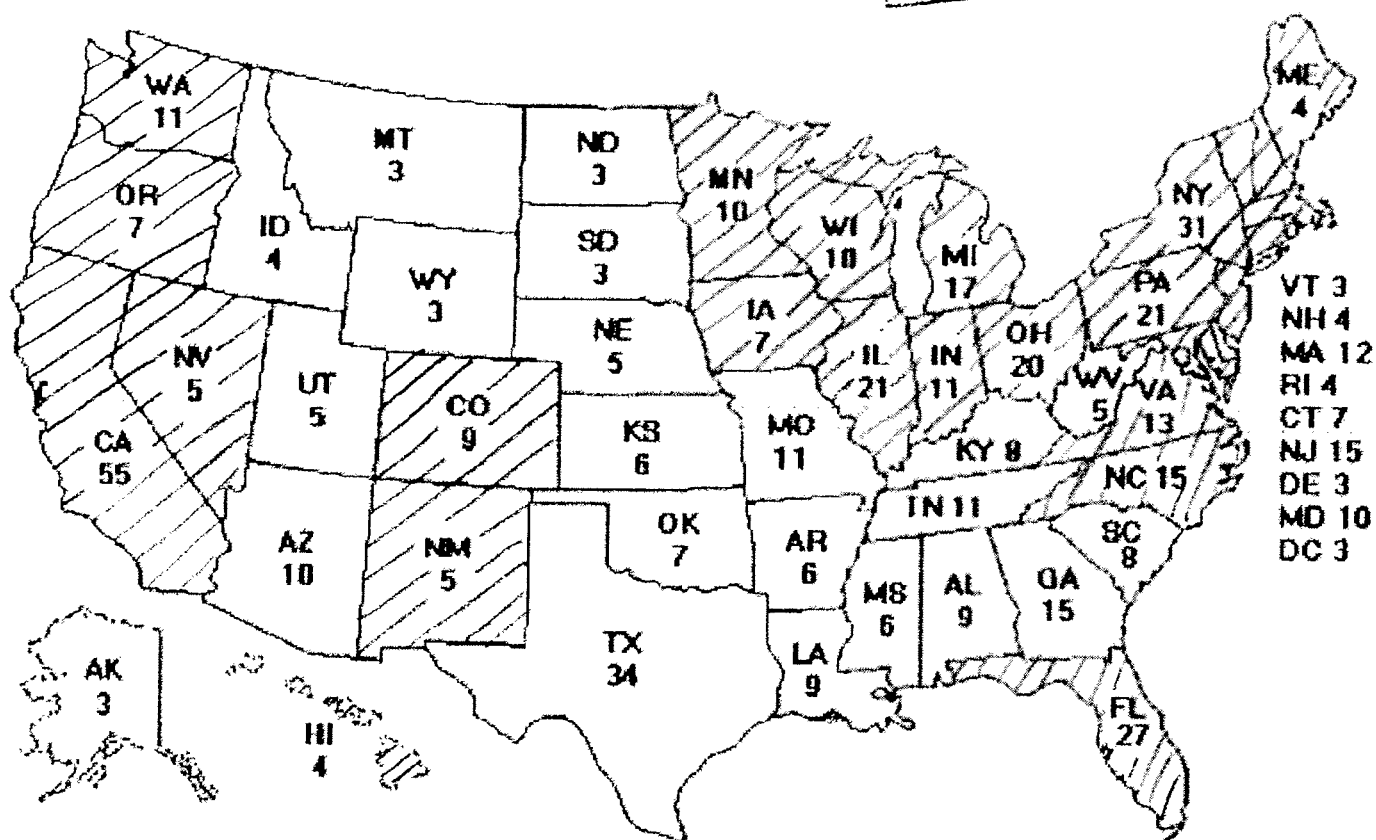 WA
11
OR
7
CA
55
NV
5
ID
4
MT
3
WY
3
UT
5
CO
9
AZ
10
NM
5
ND
3
SD
3
NE
5
KS
6
OK
7
TX
34
MN
10
IA
7
MO
11
AR
6
LA
9
WI
10
IL
21
MI
17
IN
11
OH
20
KY 8
TN 11
MS
6
AL
9
GA
15
FL
27
SC
8
NC 15
VA
13
WV
5
PA
21
NY
31
ME
4
VT 3
NH 4
MA 12
RI 4
CT 7
NJ 15
DE 3
MD 10
DC 3
AK
3
HI
4